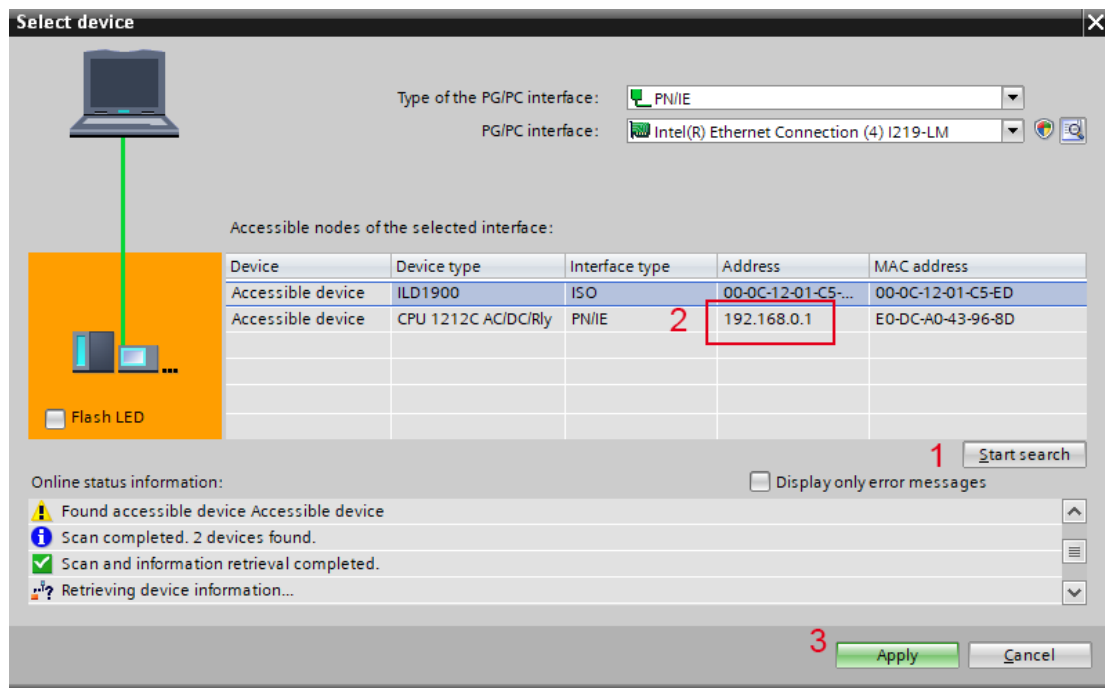 Select device
Type of the PG/PC interface: PN/IE
PG/PC interface: Intel(R) Ethernet Connection (4) I219-LM
Accessible nodes of the selected interface:
Device Device type Interface type Address MAC address
Accessible device ILD1900 ISO 00-0C-12-01-C5-... 00-0C-12-01-C5-ED
Accessible device CPU 1212C AC/DC/Rly PN/IE 2 192.168.0.1 E0-DC-A0-43-96-8D
Flash LED
1 Start search
Online status information: Display only error messages
Found accessible device Accessible device
Scan completed. 2 devices found.
Scan and information retrieval completed.
Retrieving device information...
3 Apply Cancel